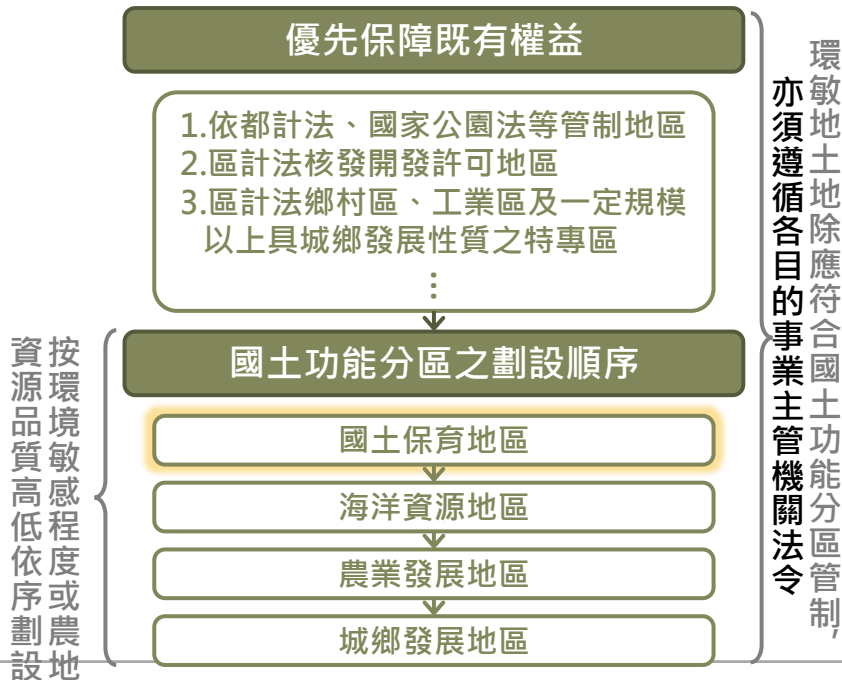 優先保障既有權益
1.依都計法、國家公園法等管制地區
2.區計法核發開發許可地區
3.區計法鄉村區、工業區及一定規模
以上具城鄉發展性質之特專區
⋮
國土功能分區之劃設順序
國土保育地區
海洋資源地區
農業發展地區
城鄉發展地區
按環境敏感程度或農地
資源品質高低依序劃設
環敏地土地除應符合國土功能分區管制,
亦須遵循各目的事業主管機關法令